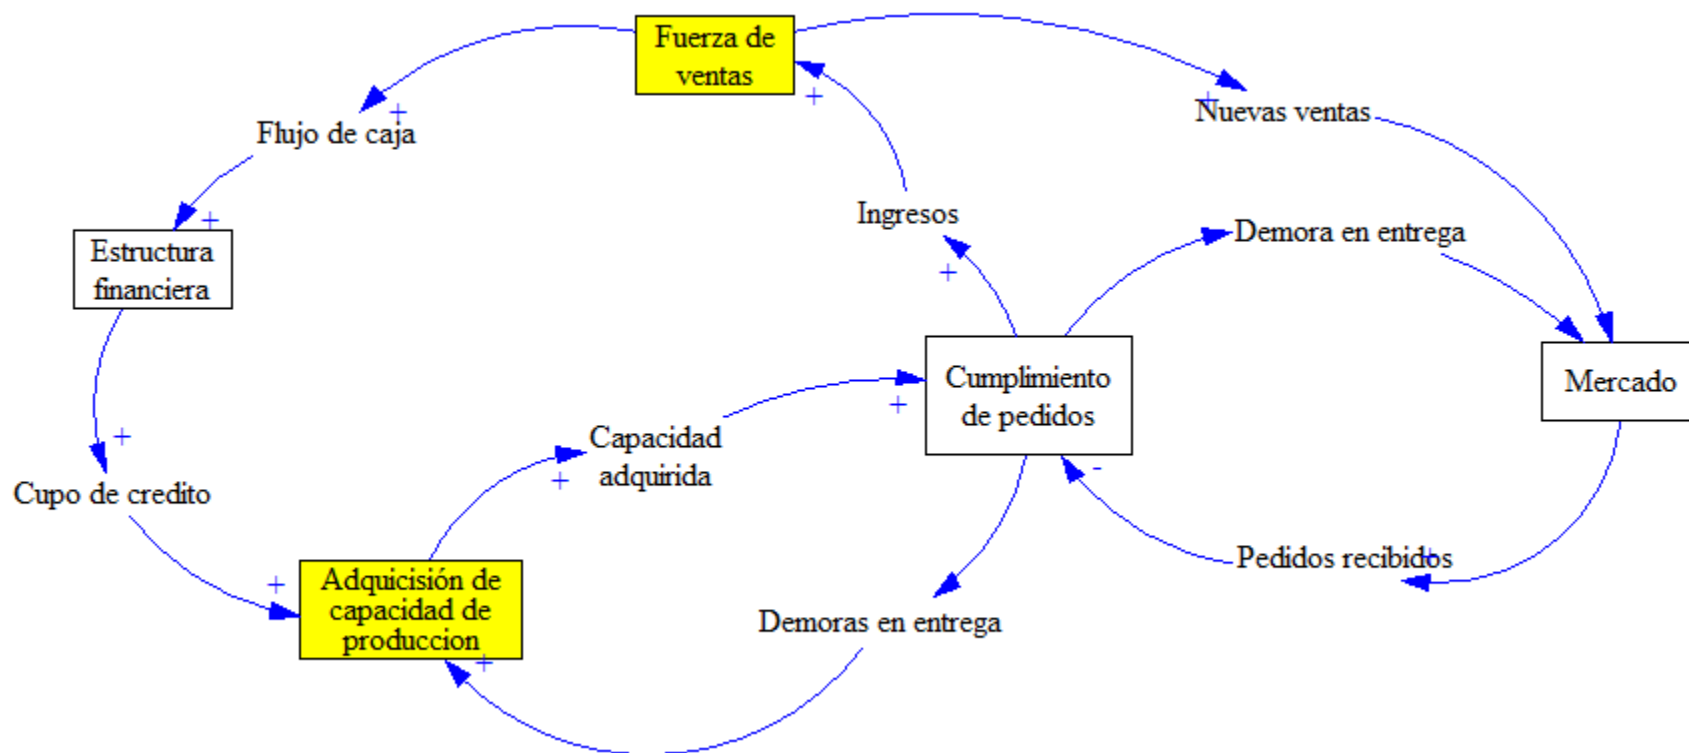 Fuerza de
ventas
+
+
+
Nuevas ventas
Flujo de caja
+
Ingresos
Demora en entrega
+
Estructura
financiera
Cumplimiento
de pedidos
Mercado
+
+
Capacidad
adquirida
+
-
Cupo de credito
+
Adquicisión de
capacidad de
produccion
+
Pedidos recibidos
+
Demoras en entrega
+